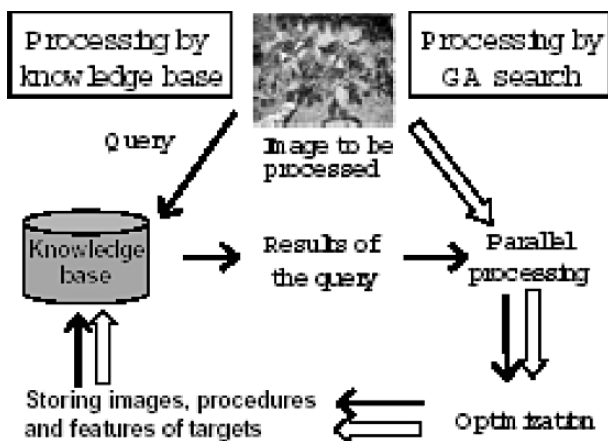 Processing by
knowledge base
Processing by
GA search
Query
Image to be
processed
Knowledge
base
Results of
the query
Parallel
processing
Storing images, procedures
and features of targets
Optimization